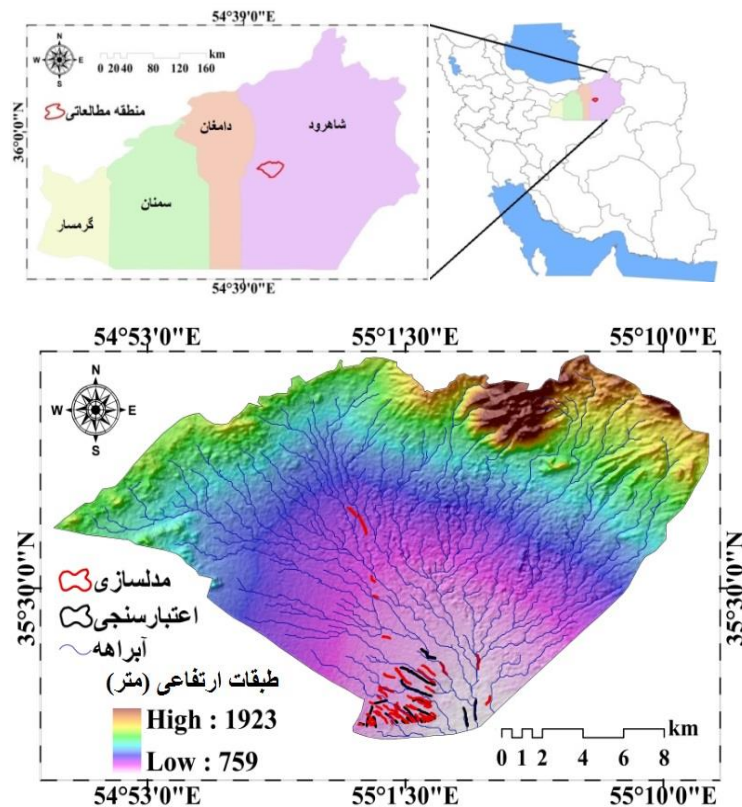 54°39'0"E
N
W E
S
km
0 20 40 80 120 160
منطقه مطالعاتی
36°0'0"N
شاهرود
دامغان
سمنان
گرمسار
54°39'0"E
54°53'0"E 55°1'30"E 55°10'0"E
N
W E
S
35°30'0"N
35°30'0"N
مدلسازی
اعتبارسنجی
آبراهه
طبقات ارتفاعی (متر)
High : 1923
Low : 759
km
0 1 2 4 6 8
54°53'0"E 55°1'30"E 55°10'0"E